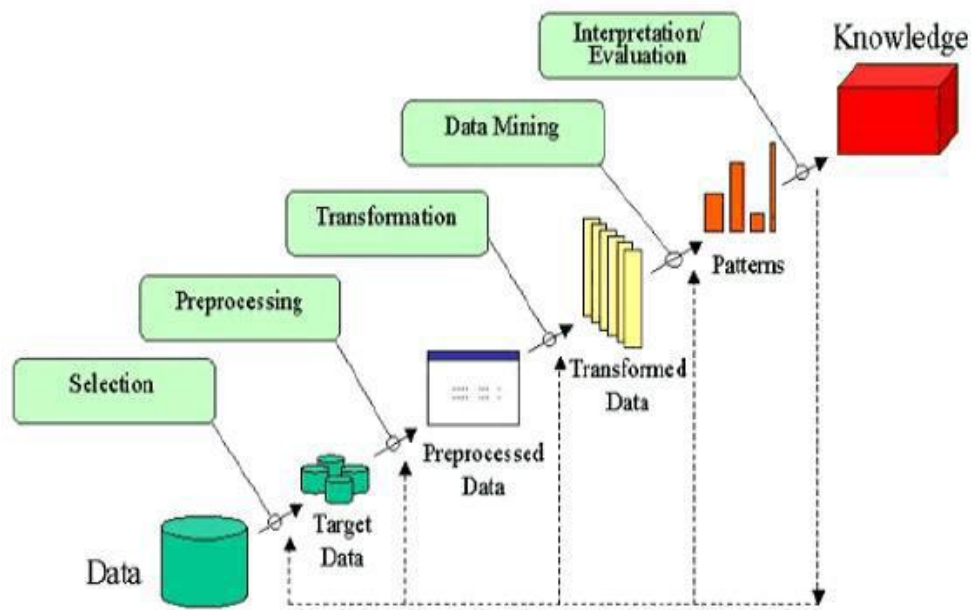 Interpretation/
Evaluation
Knowledge
Data Mining
Transformation
Patterns
Preprocessing
Transformed
Data
Selection
Preprocessed
Data
Target
Data
Data